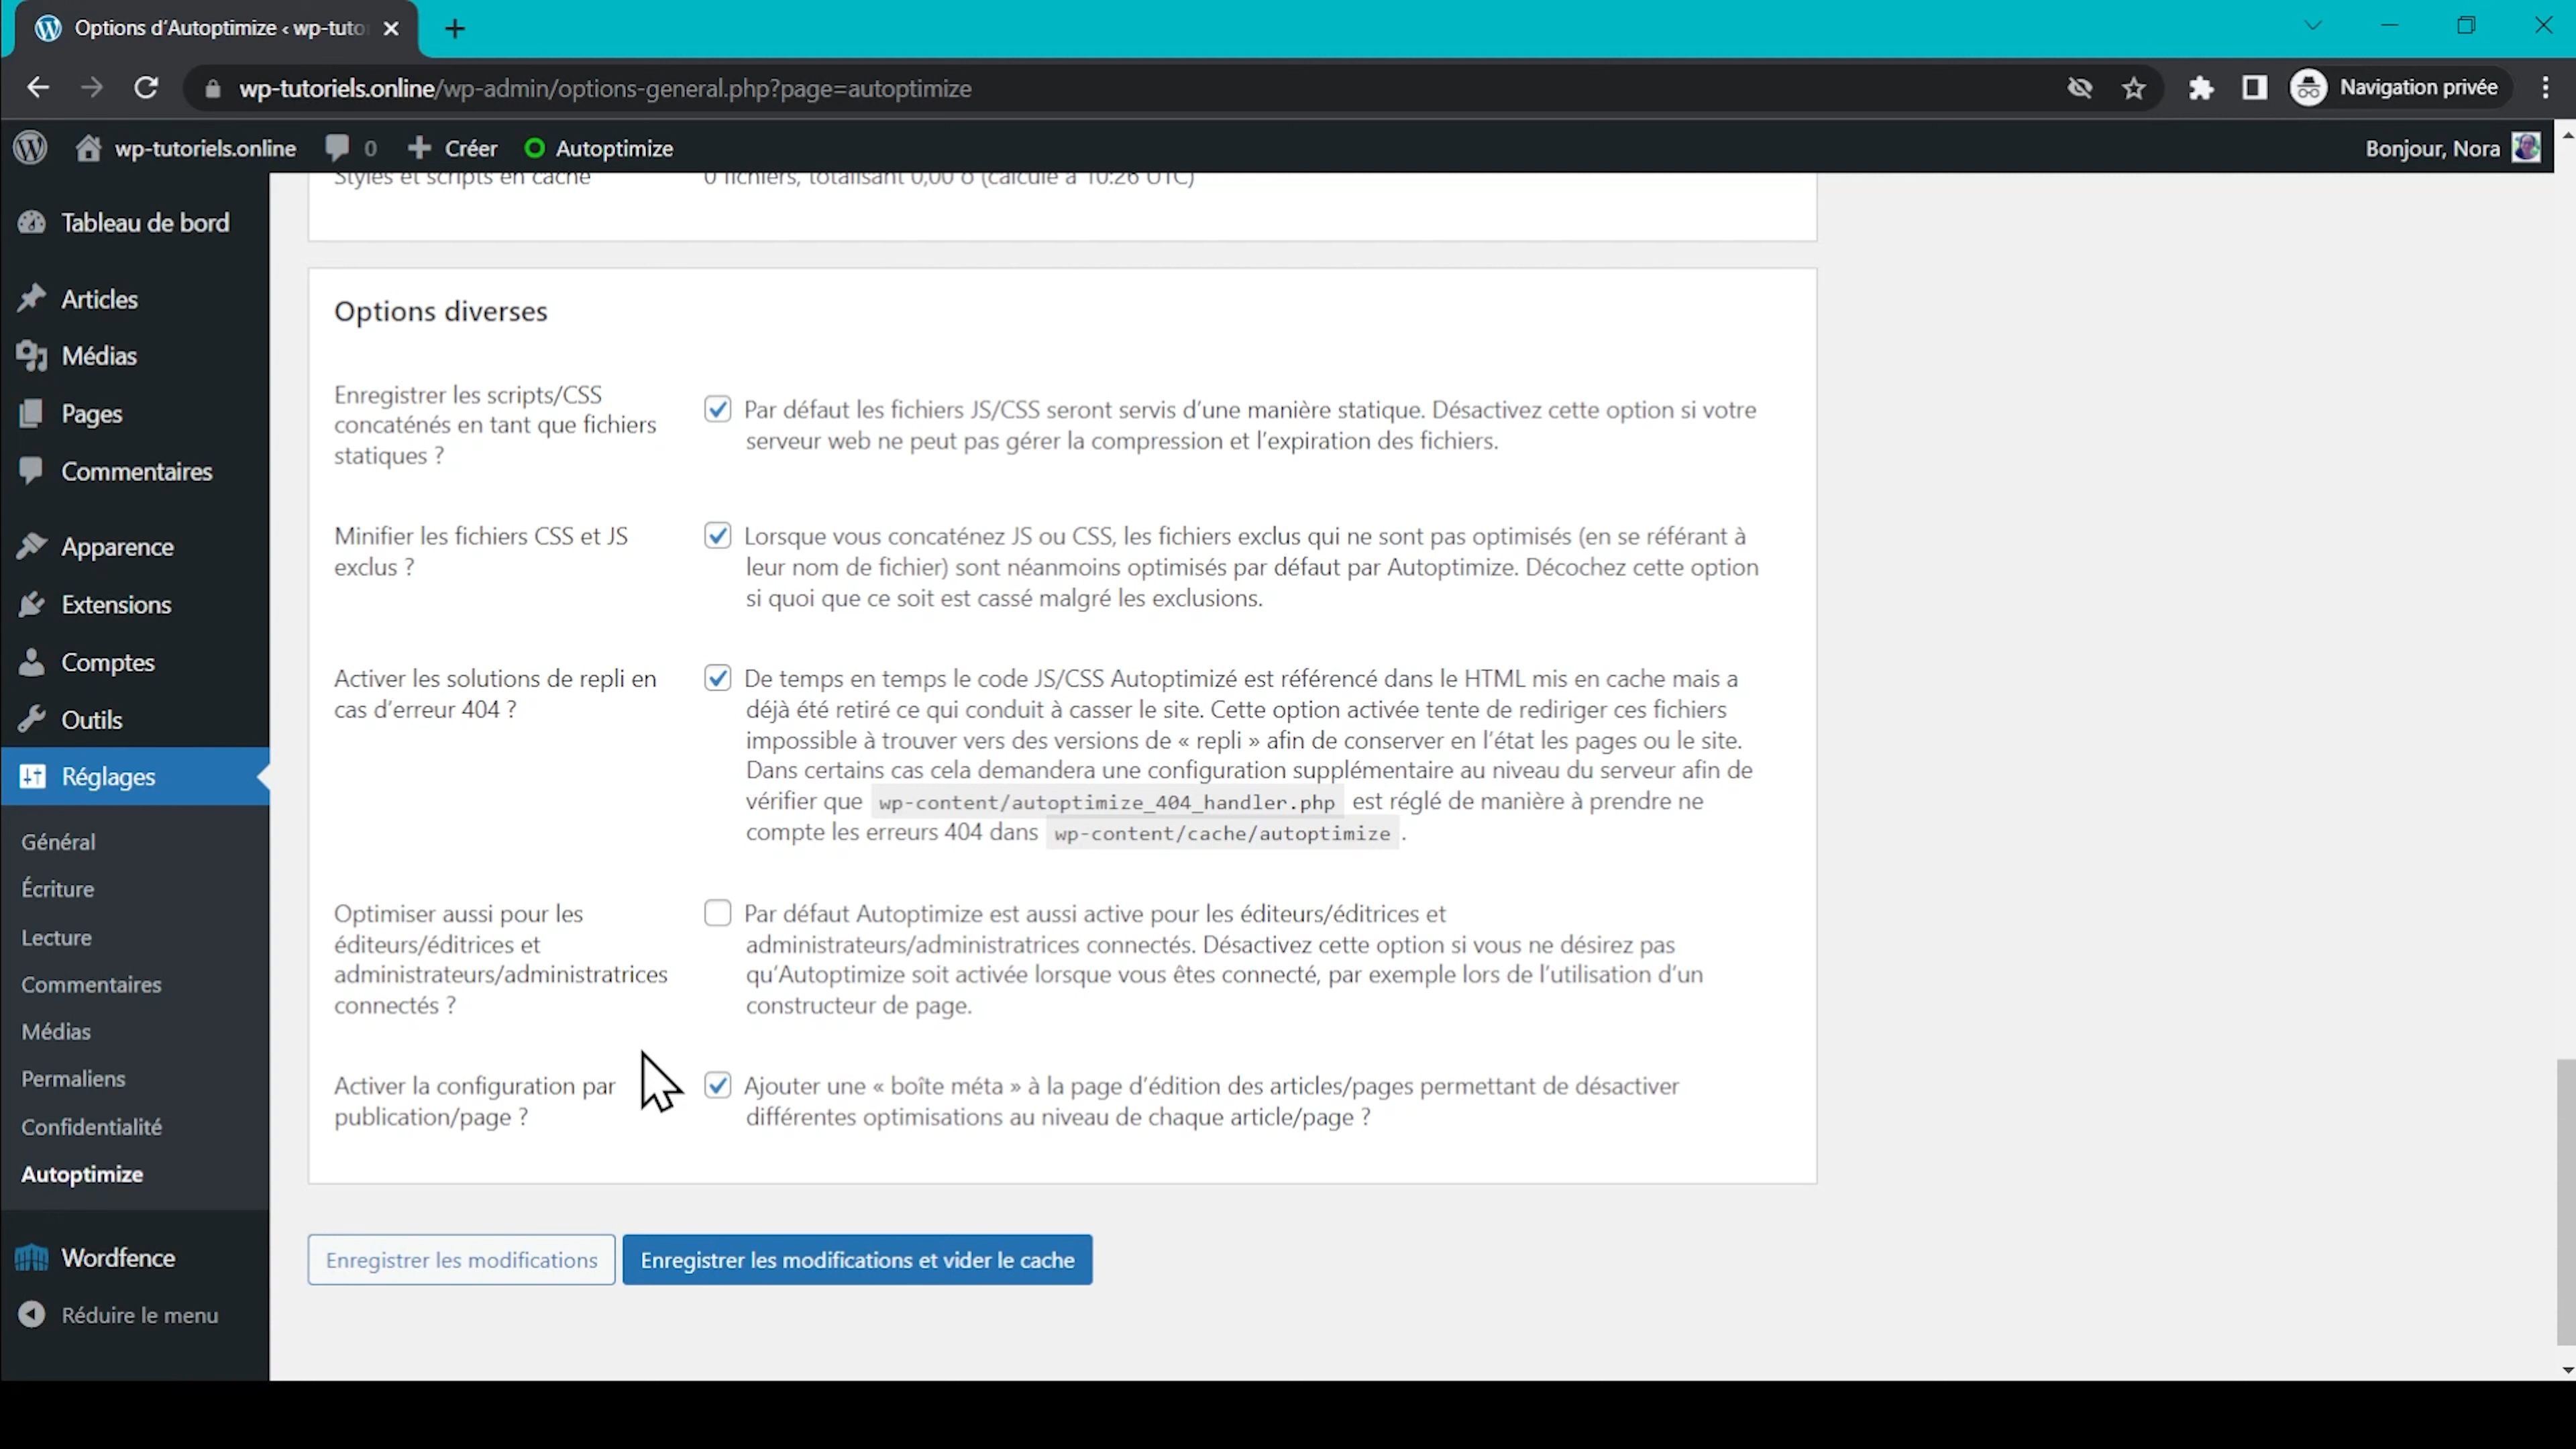 Options d'Autoptimize ‹ wp-tuto
wp-tutoriels.online/wp-admin/options-general.php?page=autoptimize
Navigation privée
wp-tutoriels.online
0
Créer
Autoptimize
Bonjour, Nora
Styles et scripts en cache
0 fichiers, totalisant 0,00 o (calculé à 10:26 UTC)
Tableau de bord
Articles
Médias
Pages
Commentaires
Apparence
Extensions
Comptes
Outils
Réglages
Général
Écriture
Lecture
Commentaires
Médias
Permaliens
Confidentialité
Autoptimize
Wordfence
Réduire le menu
Options diverses
Enregistrer les scripts/CSS
concaténés en tant que fichiers
statiques ?
Par défaut les fichiers JS/CSS seront servis d'une manière statique. Désactivez cette option si votre
serveur web ne peut pas gérer la compression et l'expiration des fichiers.
Minifier les fichiers CSS et JS
exclus ?
Lorsque vous concaténez JS ou CSS, les fichiers exclus qui ne sont pas optimisés (en se référant à
leur nom de fichier) sont néanmoins optimisés par défaut par Autoptimize. Décochez cette option
si quoi que ce soit est cassé malgré les exclusions.
Activer les solutions de repli en
cas d'erreur 404 ?
De temps en temps le code JS/CSS Autoptimizé est référencé dans le HTML mis en cache mais a
déjà été retiré ce qui conduit à casser le site. Cette option activée tente de rediriger ces fichiers
impossible à trouver vers des versions de « repli » afin de conserver en l'état les pages ou le site.
Dans certains cas cela demandera une configuration supplémentaire au niveau du serveur afin de
vérifier que wp-content/autoptimize_404_handler.php est réglé de manière à prendre ne
compte les erreurs 404 dans wp-content/cache/autoptimize .
Optimiser aussi pour les
éditeurs/éditrices et
administrateurs/administratrices
connectés ?
Par défaut Autoptimize est aussi active pour les éditeurs/éditrices et
administrateurs/administratrices connectés. Désactivez cette option si vous ne désirez pas
qu'Autoptimize soit activée lorsque vous êtes connecté, par exemple lors de l'utilisation d'un
constructeur de page.
Activer la configuration par
publication/page ?
Ajouter une « boîte méta » à la page d'édition des articles/pages permettant de désactiver
différentes optimisations au niveau de chaque article/page ?
Enregistrer les modifications
Enregistrer les modifications et vider le cache